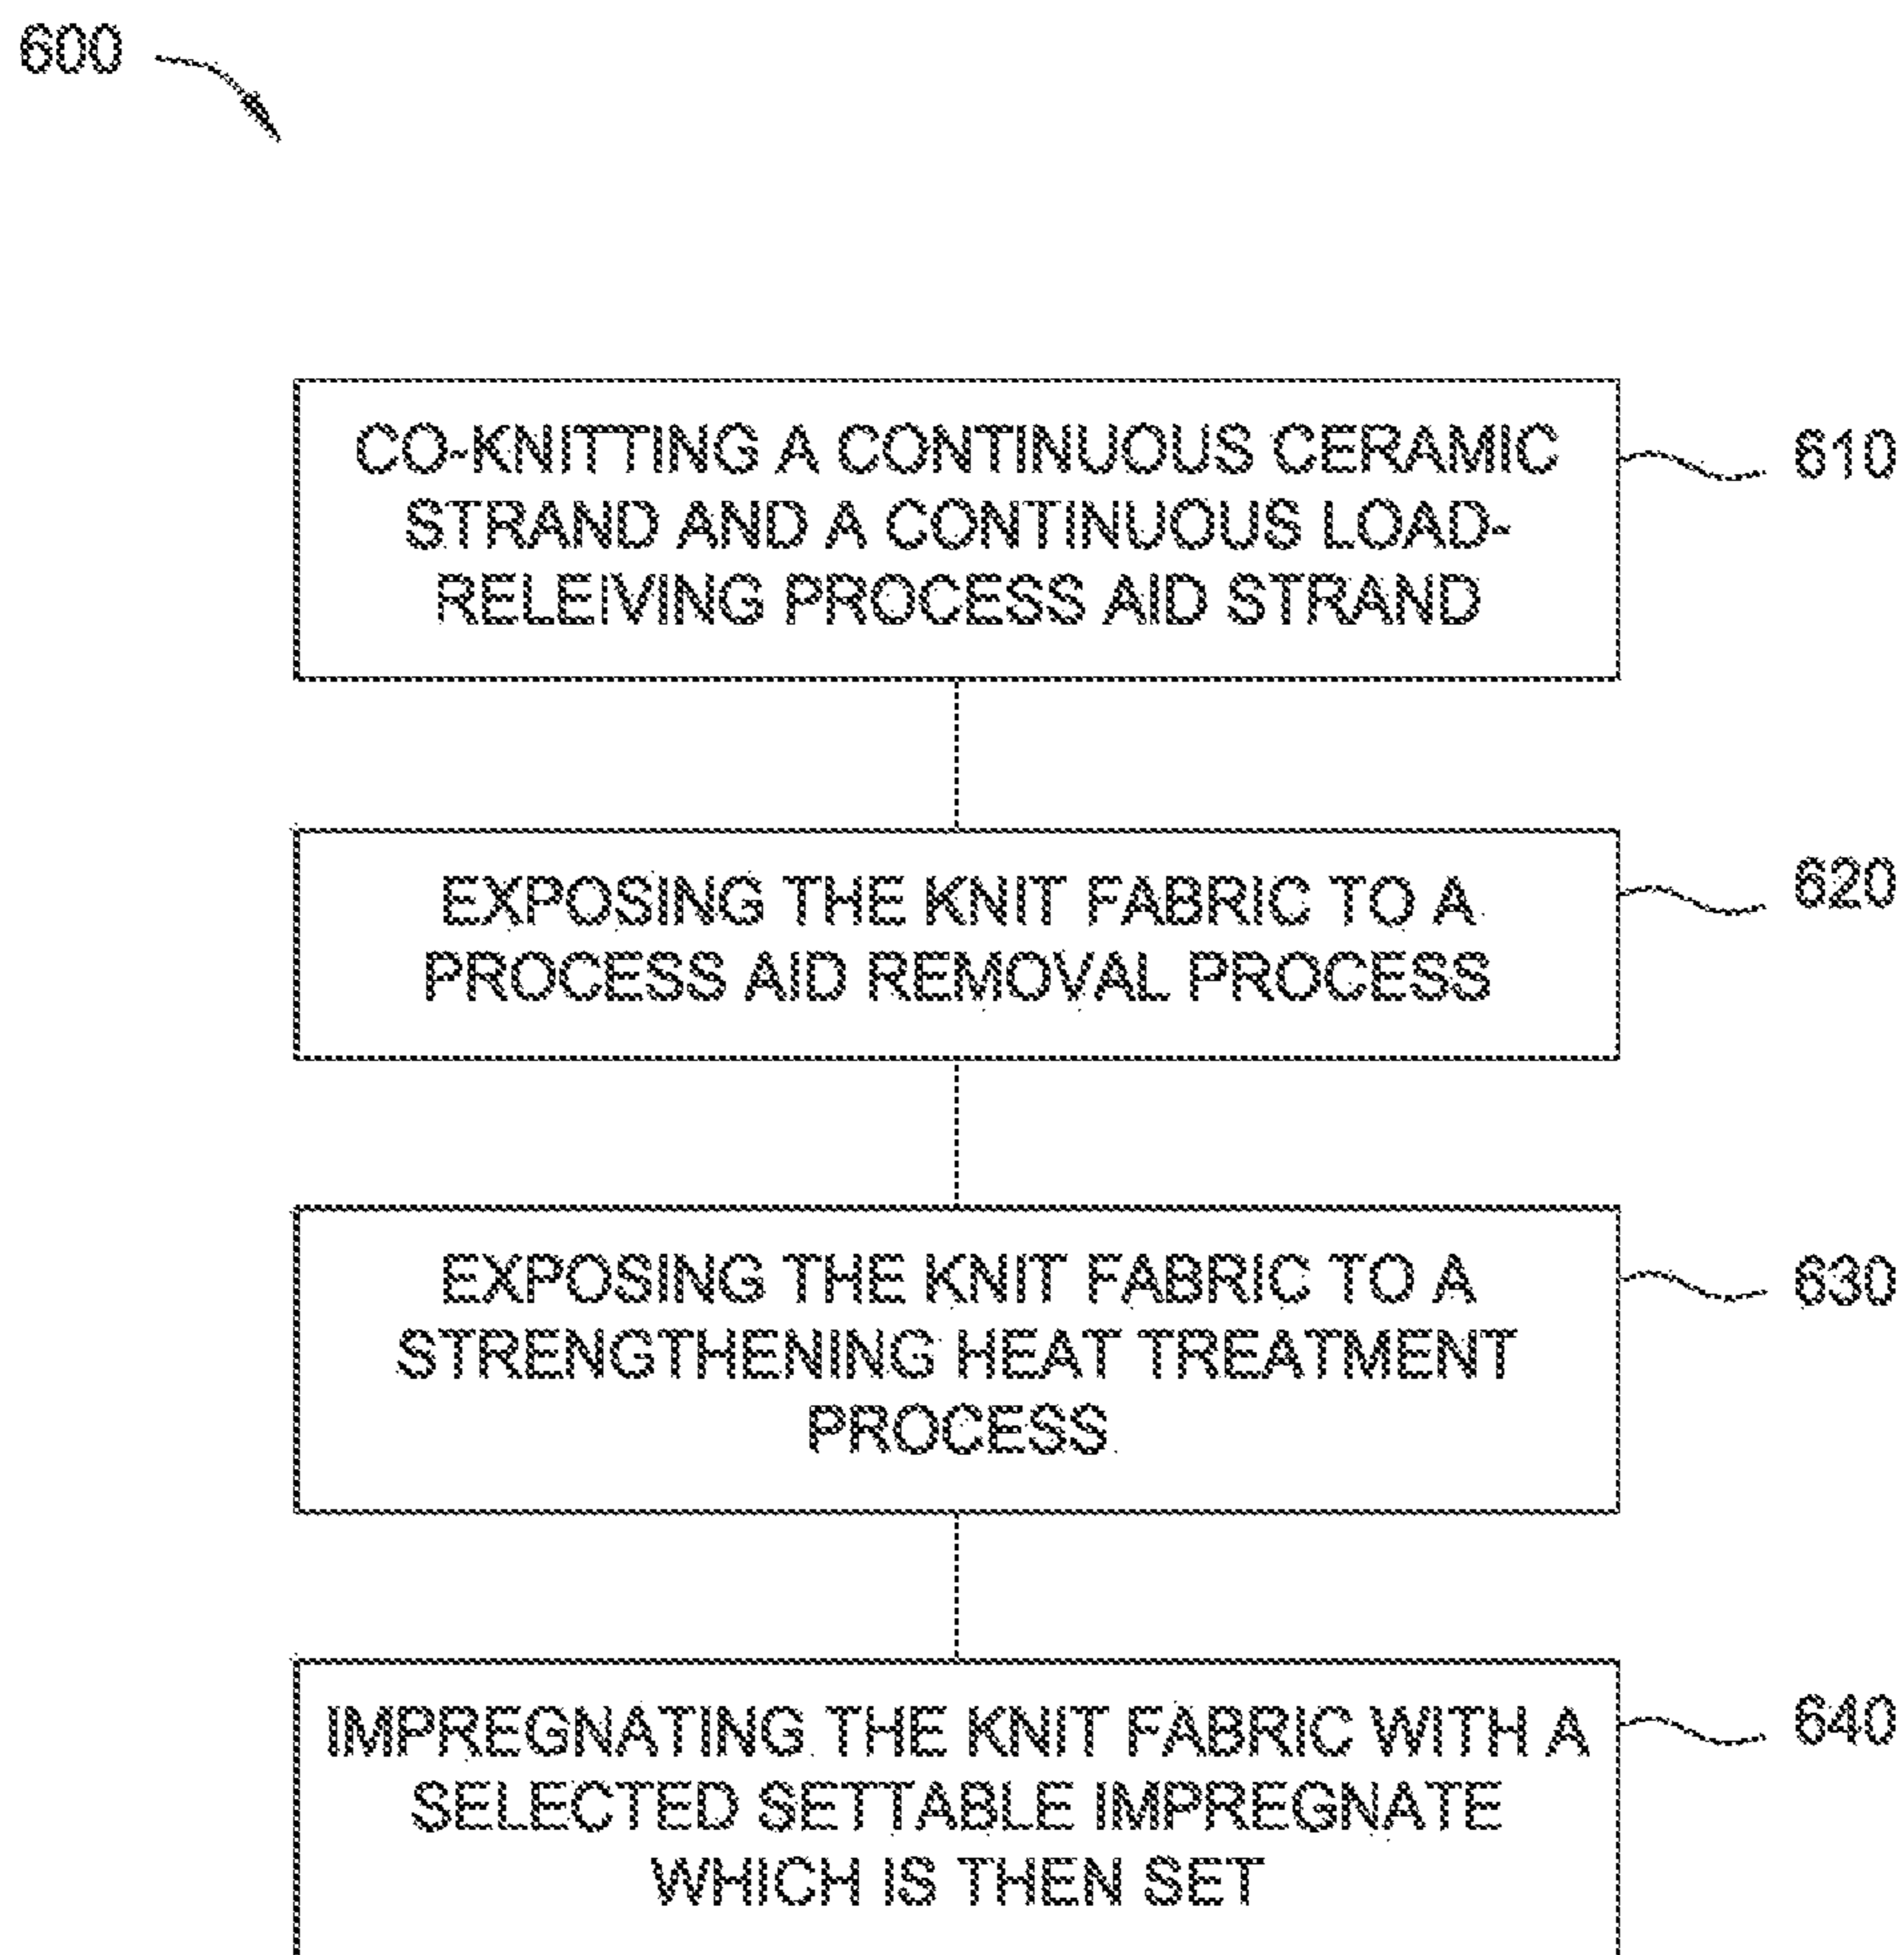 600
CO-KNITTING A CONTINUOUS CERAMIC
STRAND AND A CONTINUOUS LOAD-
RELEIVING PROCESS AID STRAND
610
EXPOSING THE KNIT FABRIC TO A
PROCESS AID REMOVAL PROCESS
620
EXPOSING THE KNIT FABRIC TO A
STRENGTHENING HEAT TREATMENT
PROCESS
630
IMPREGNATING THE KNIT FABRIC WITH A
SELECTED SETTABLE IMPREGNATE
WHICH IS THEN SET
640